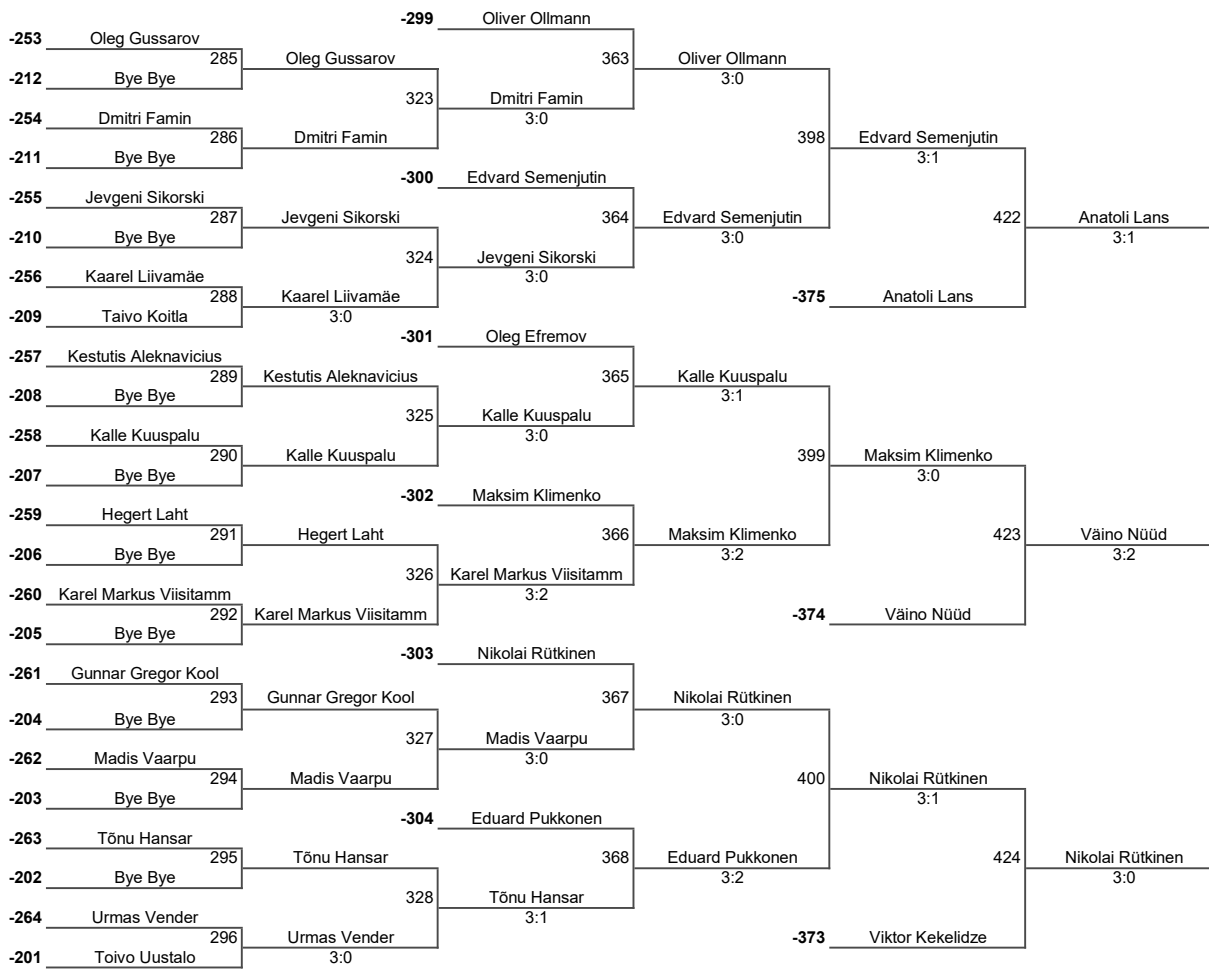 -299 Oliver Ollmann
-253 Oleg Gussarov
285 Oleg Gussarov 363 Oliver Ollmann
-212 Bye Bye 3:0
323 Dmitri Famin
-254 Dmitri Famin 3:0
286 Dmitri Famin 398 Edvard Semenjutin
-211 Bye Bye 3:1
-300 Edvard Semenjutin
-255 Jevgeni Sikorski
287 Jevgeni Sikorski 364 Edvard Semenjutin 422 Anatoli Lans
-210 Bye Bye 3:0 3:1
324 Jevgeni Sikorski
-256 Kaarel Liivamäe 3:0
288 Kaarel Liivamäe -375 Anatoli Lans
-209 Taivo Koitla 3:0
-301 Oleg Efremov
-257 Kestutis Aleknavicius
289 Kestutis Aleknavicius 365 Kalle Kuuspalu
-208 Bye Bye 3:1
325 Kalle Kuuspalu
-258 Kalle Kuuspalu 3:0
290 Kalle Kuuspalu 399 Maksim Klimenko
-207 Bye Bye 3:0
-302 Maksim Klimenko
-259 Hegert Laht
291 Hegert Laht 366 Maksim Klimenko 423 Väino Nüüd
-206 Bye Bye 3:2 3:2
326 Karel Markus Viisitamm
-260 Karel Markus Viisitamm 3:2
292 Karel Markus Viisitamm -374 Väino Nüüd
-205 Bye Bye
-303 Nikolai Rütkinen
-261 Gunnar Gregor Kool
293 Gunnar Gregor Kool 367 Nikolai Rütkinen
-204 Bye Bye 3:0
327 Madis Vaarpu
-262 Madis Vaarpu 3:0
294 Madis Vaarpu 400 Nikolai Rütkinen
-203 Bye Bye 3:1
-304 Eduard Pukkonen
-263 Tõnu Hansar
295 Tõnu Hansar 368 Eduard Pukkonen 424 Nikolai Rütkinen
-202 Bye Bye 3:2 3:0
328 Tõnu Hansar
-264 Urmas Vender 3:1
296 Urmas Vender -373 Viktor Kekelidze
-201 Toivo Uustalo 3:0